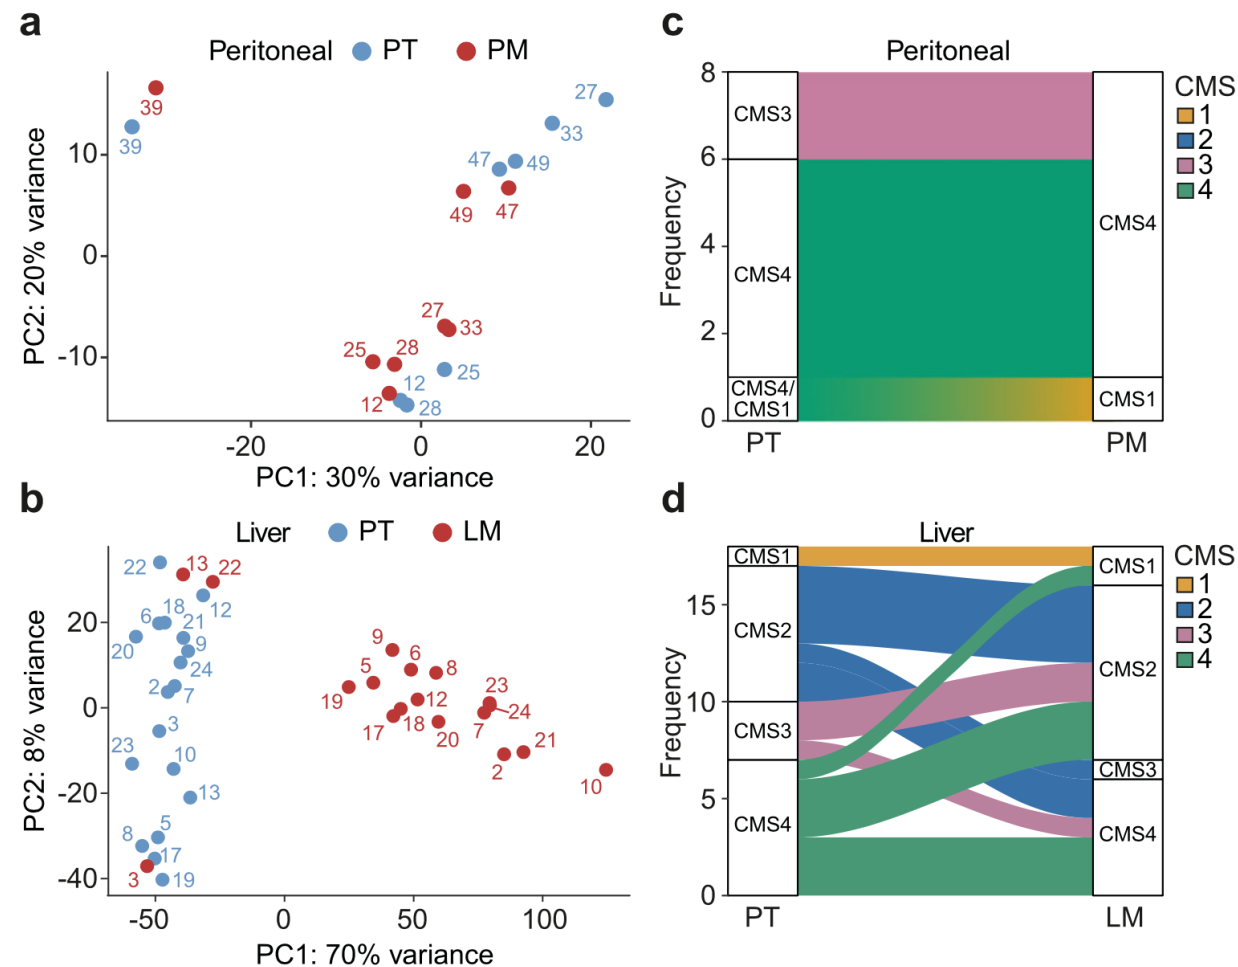 a
Peritoneal PT PM
PC2: 20% variance
10
0
-10
-20 0 20
PC1: 30% variance
39
39
27
33
47
49
49
47
27
33
25
28
25
12
12
28
b
Liver PT LM
PC2: 8% variance
20
0
-20
-40
-50 0 50 100
PC1: 70% variance
22
13
22
12
6
18
21
20
9
24
2
7
3
23
10
13
8
5
17
3
19
9
6
8
5
19
12
23
24
17
18
20
7
2
21
10
c
Peritoneal
Frequency
8
6
4
2
0
CMS3
CMS4
CMS4/
CMS1
PT
CMS4
CMS1
PM
CMS
1
2
3
4
d
Liver
Frequency
15
10
5
0
CMS1
CMS2
CMS3
CMS4
PT
CMS1
CMS2
CMS3
CMS4
LM
CMS
1
2
3
4